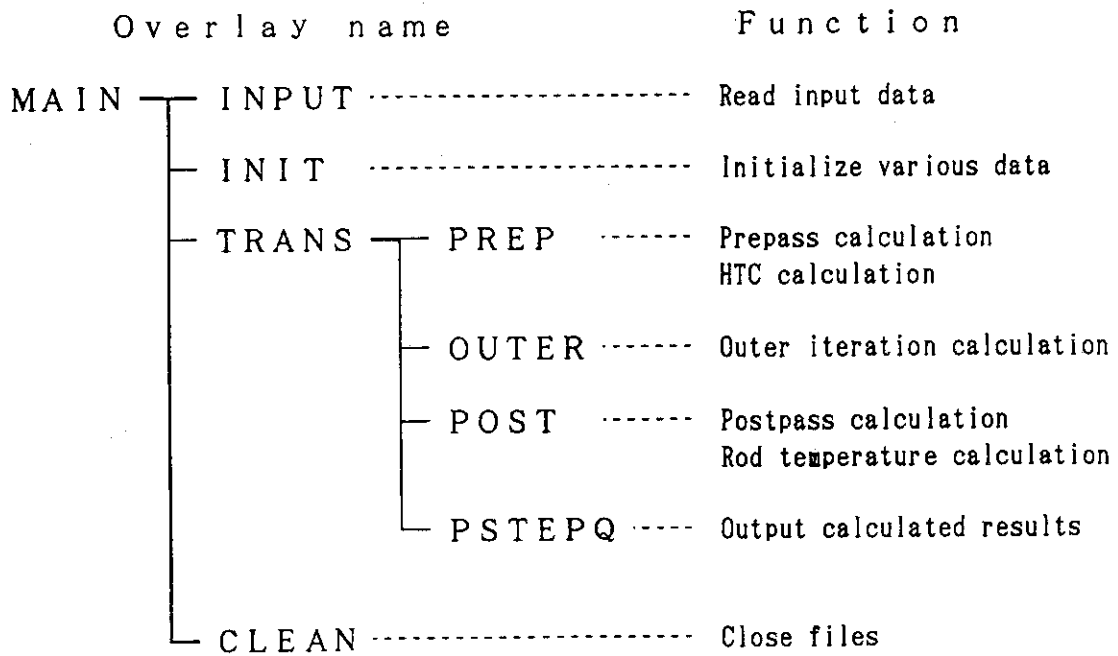 Overlay name Function
MAIN INPUT Read input data
INIT Initialize various data
TRANS PREP Prepass calculation
HTC calculation
OUTER Outer iteration calculation
POST Postpass calculation
Rod temperature calculation
PSTEPQ Output calculated results
CLEAN Close files